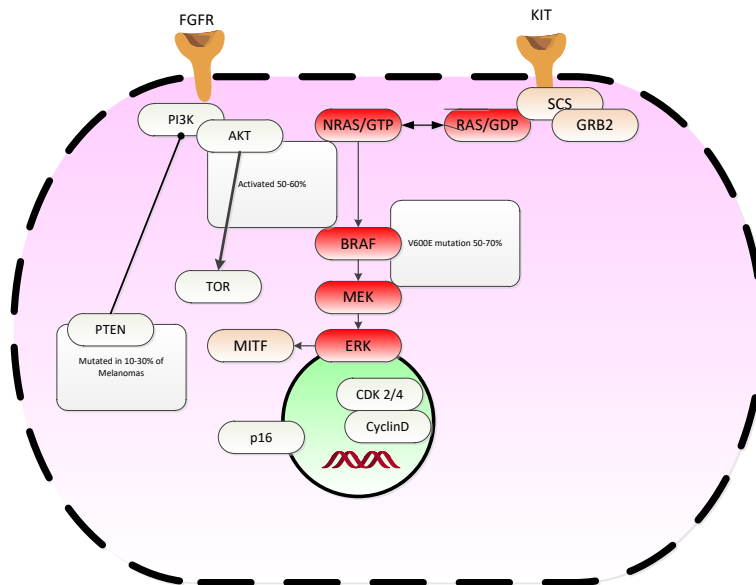 FGFR
KIT
PI3K
SCS
AKT
NRAS/GTP
RAS/GDP
GRB2
Activated 50-60%
BRAF
V600E mutation 50-70%
TOR
MEK
PTEN
MITF
ERK
Mutated in 10-30% of
Melanomas
CDK 2/4
CyclinD
p16